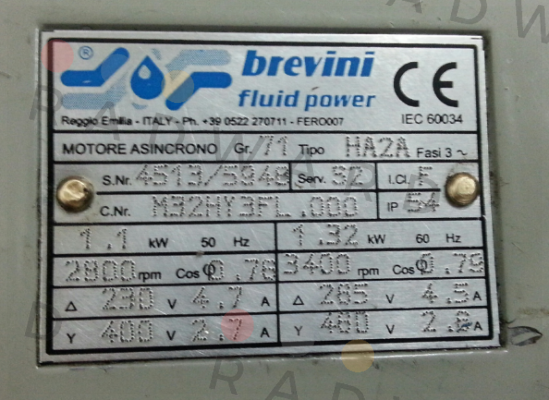 brevini
®
fluid power
CE
Reggio Emilia - ITALY - Ph. +39 0522 270711 - FERO007
IEC 60034
MOTORE ASINCRONO Gr. 71 Tipo HA2A Fasi 3 ~
S.Nr. 4513/5948 Serv. S2 I.Cl. F
C.Nr. M32HY3FL.000 IP 54
1.1 kW 50 Hz 1.32 kW 60 Hz
2800 rpm Cosφ 0.78 3400 rpm Cosφ 0.79
Δ 230 V 4.7 A Δ 265 V 4.5 A
Y 400 V 2.7 A Y 460 V 2.6 A